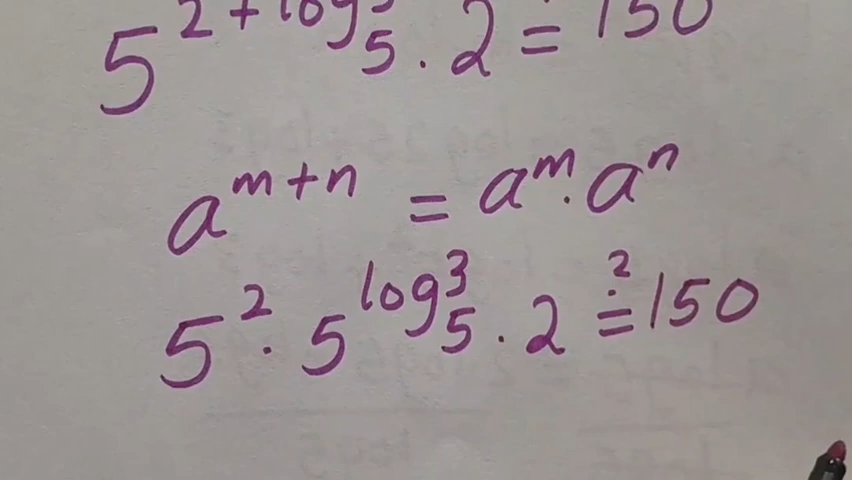 5^{2+log_5^3} · 2 = 150
a^{m+n} = a^m · a^n
5^2 · 5^{log_5^3} · 2 ≟ 150